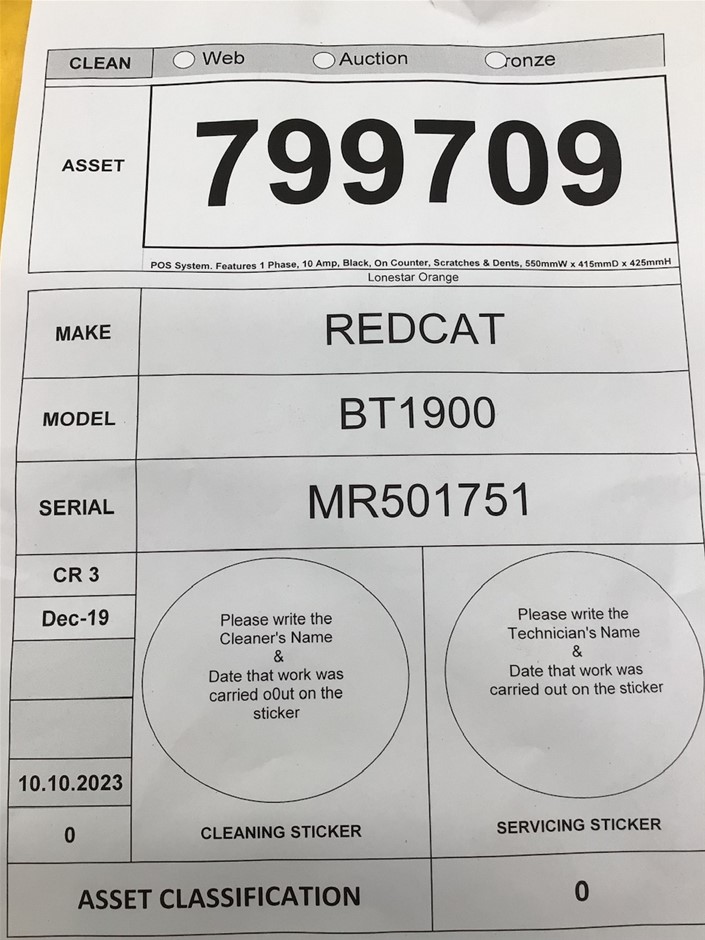 CLEAN Web Auction ronze
ASSET 799709
POS System. Features 1 Phase, 10 Amp, Black, On Counter, Scratches & Dents, 550mmW x 415mmD x 425mmH
Lonestar Orange
MAKE REDCAT
MODEL BT1900
SERIAL MR501751
CR 3
Dec-19
Please write the
Cleaner's Name
&
Date that work was
carried o0ut on the
sticker
Please write the
Technician's Name
&
Date that work was
carried out on the sticker
10.10.2023
0
CLEANING STICKER
SERVICING STICKER
ASSET CLASSIFICATION 0